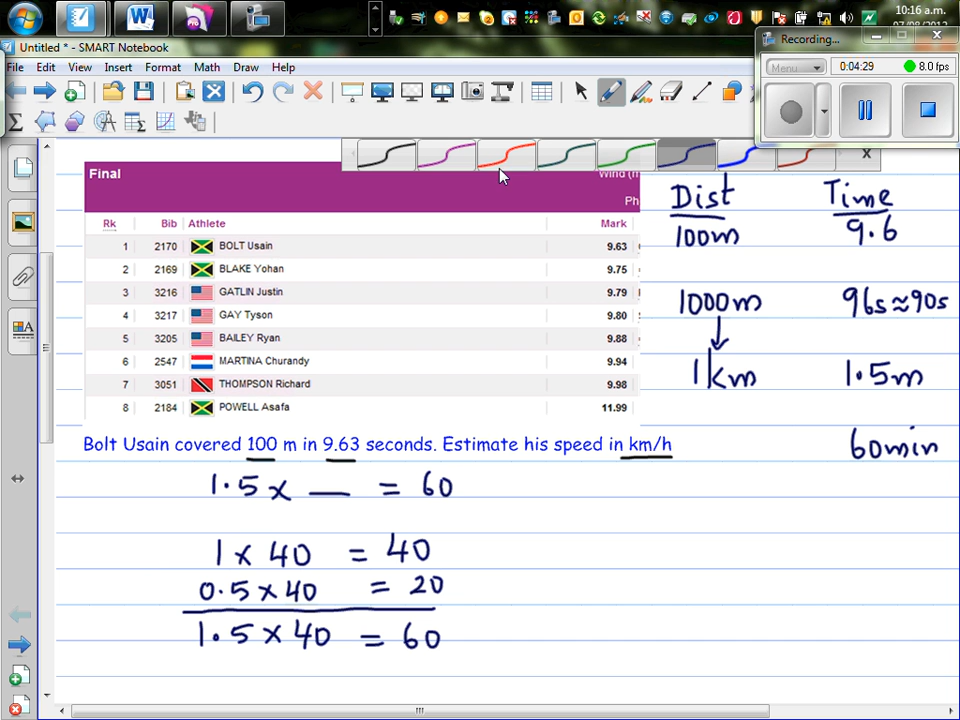 10:16 a.m.
07/08/2012
Untitled * - SMART Notebook
Recording...
File Edit View Insert Format Math Draw Help
Menu
0:04:29
8.0 fps
Final
Ph
Rk Bib Athlete Mark
1 2170 BOLT Usain 9.63
2 2169 BLAKE Yohan 9.75
3 3216 GATLIN Justin 9.79
4 3217 GAY Tyson 9.80
5 3205 BAILEY Ryan 9.88
6 2547 MARTINA Churandy 9.94
7 3051 THOMPSON Richard 9.98
8 2184 POWELL Asafa 11.99
Dist Time
100m 9.6
1000m 96s≈90s
1km 1.5m
60min
Bolt Usain covered 100 m in 9.63 seconds. Estimate his speed in km/h
1.5 × __ = 60
1 × 40 = 40
0.5 × 40 = 20
1.5 × 40 = 60